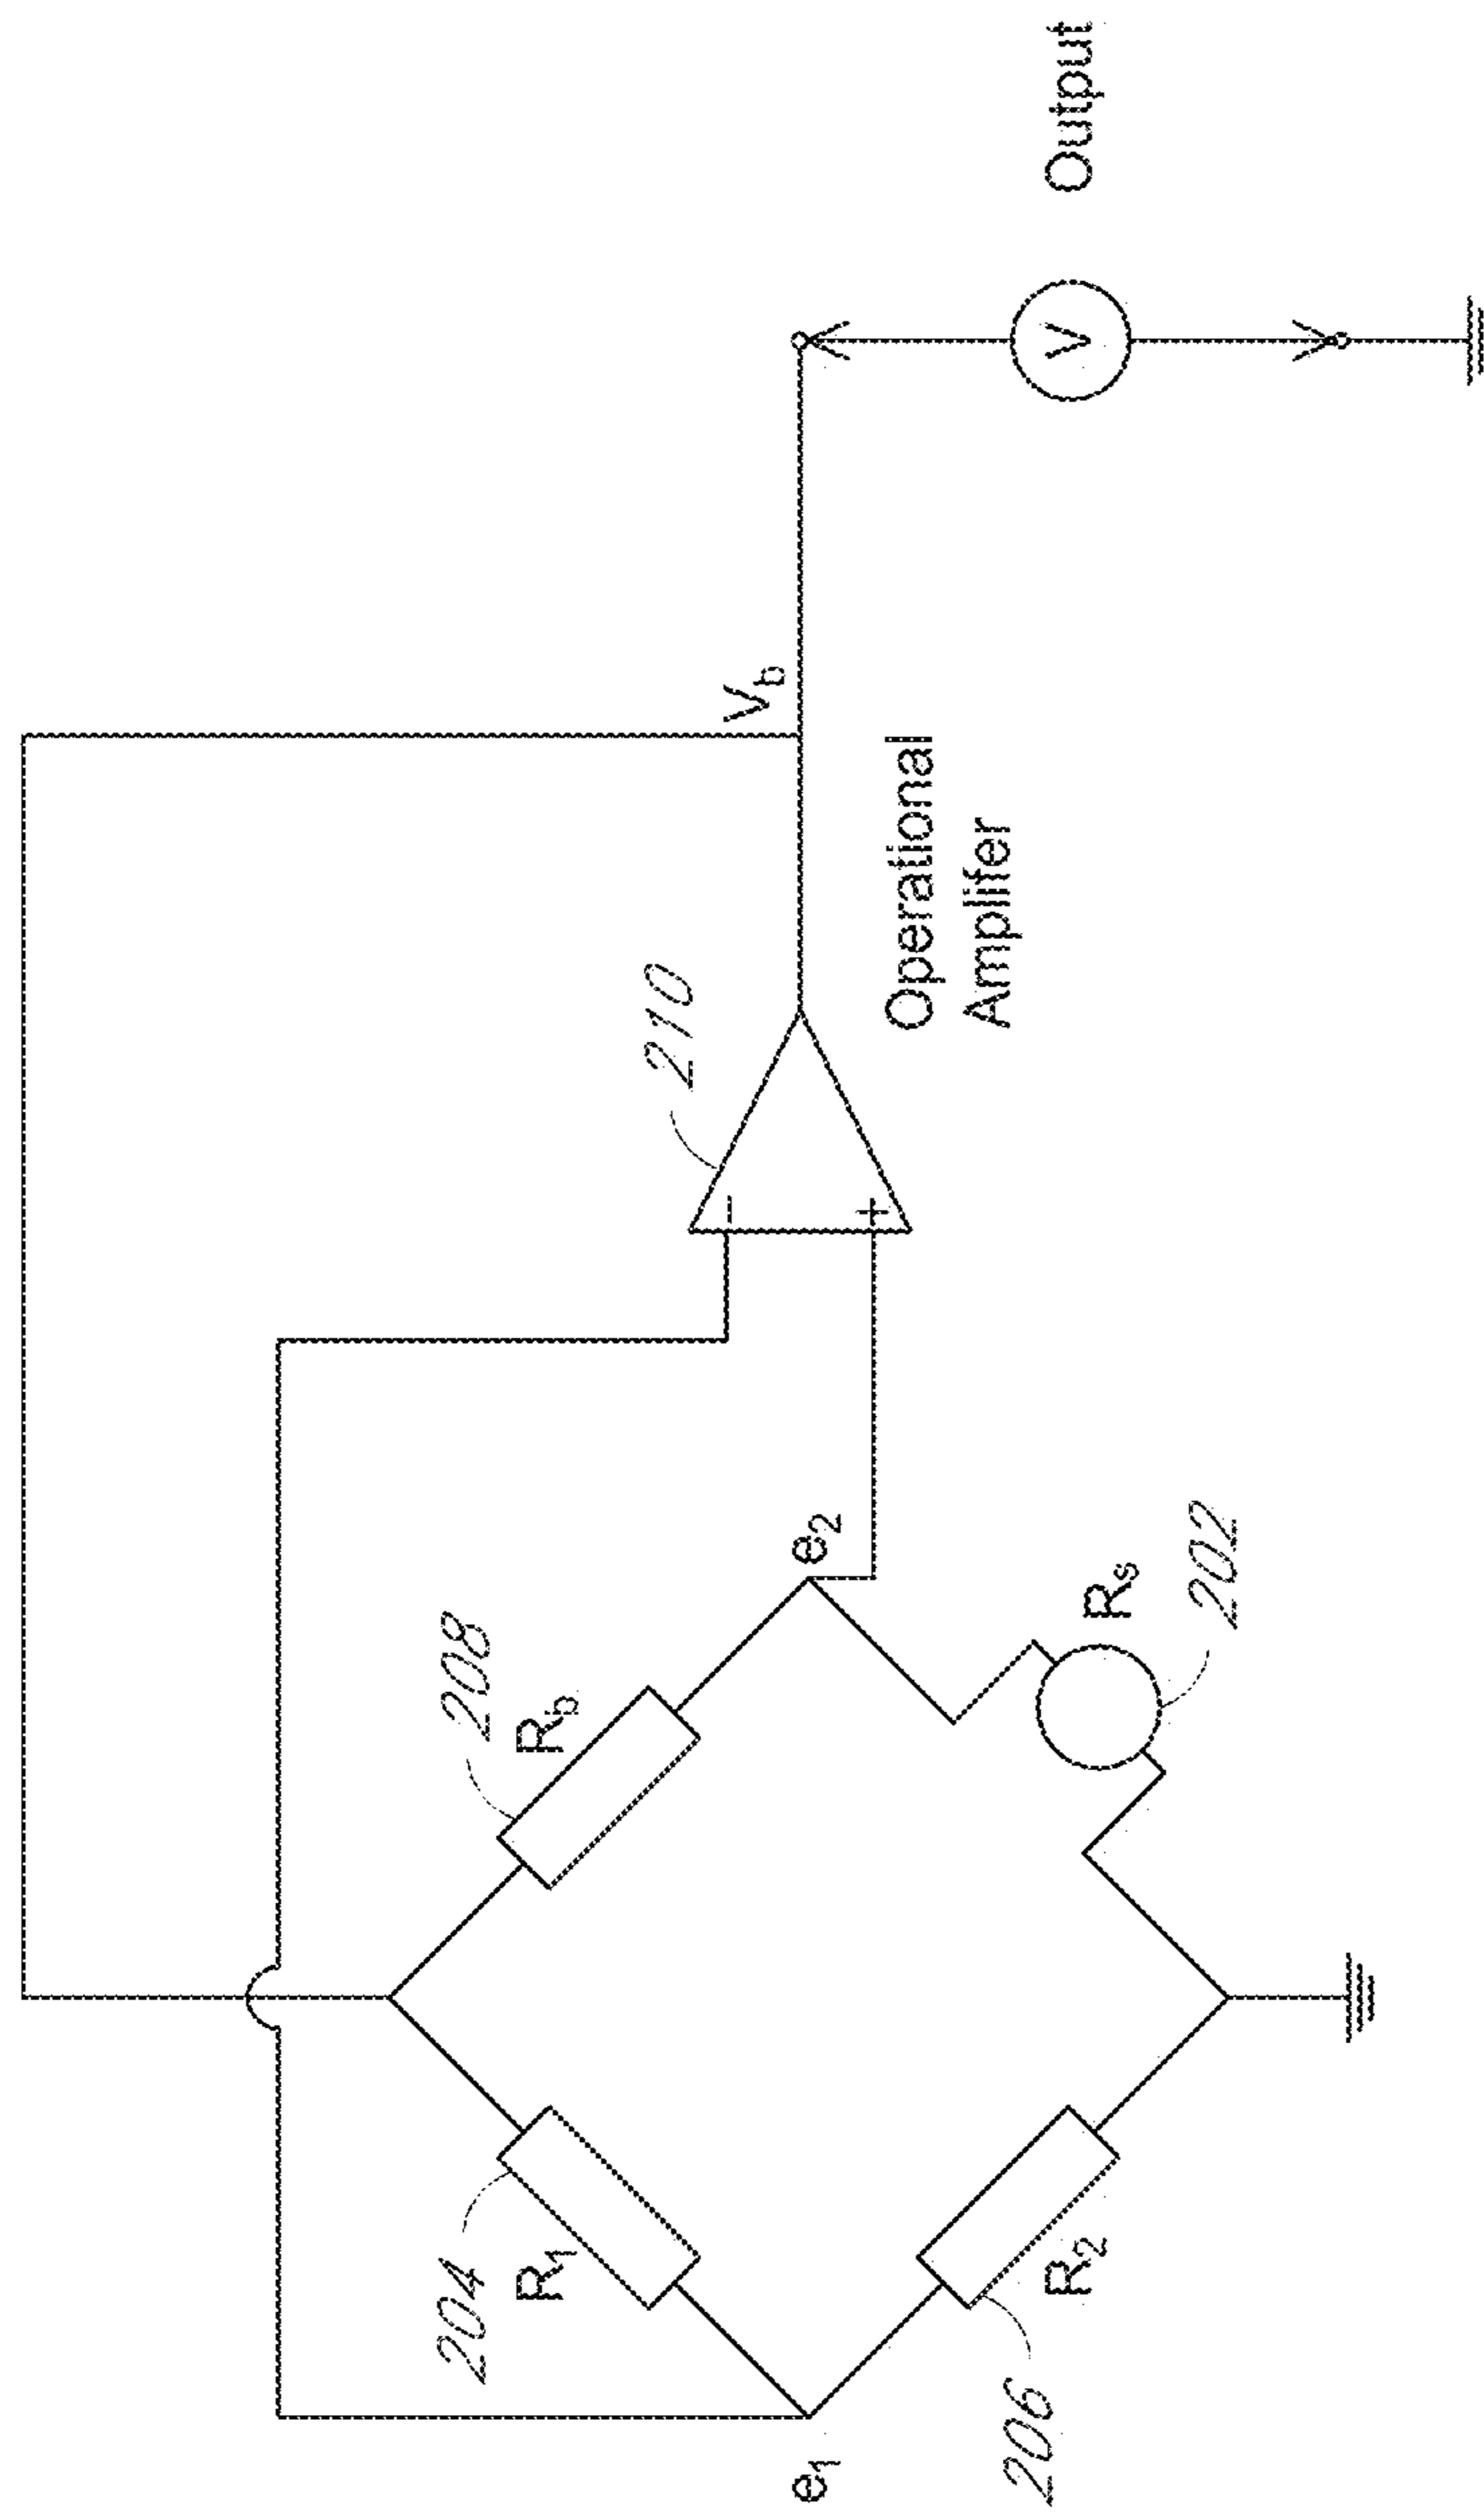 204
R1
Rb
208
e1
e2
206
R2
Rs
202
210
Vb
Operational
Amplifer
V
Output
-
+